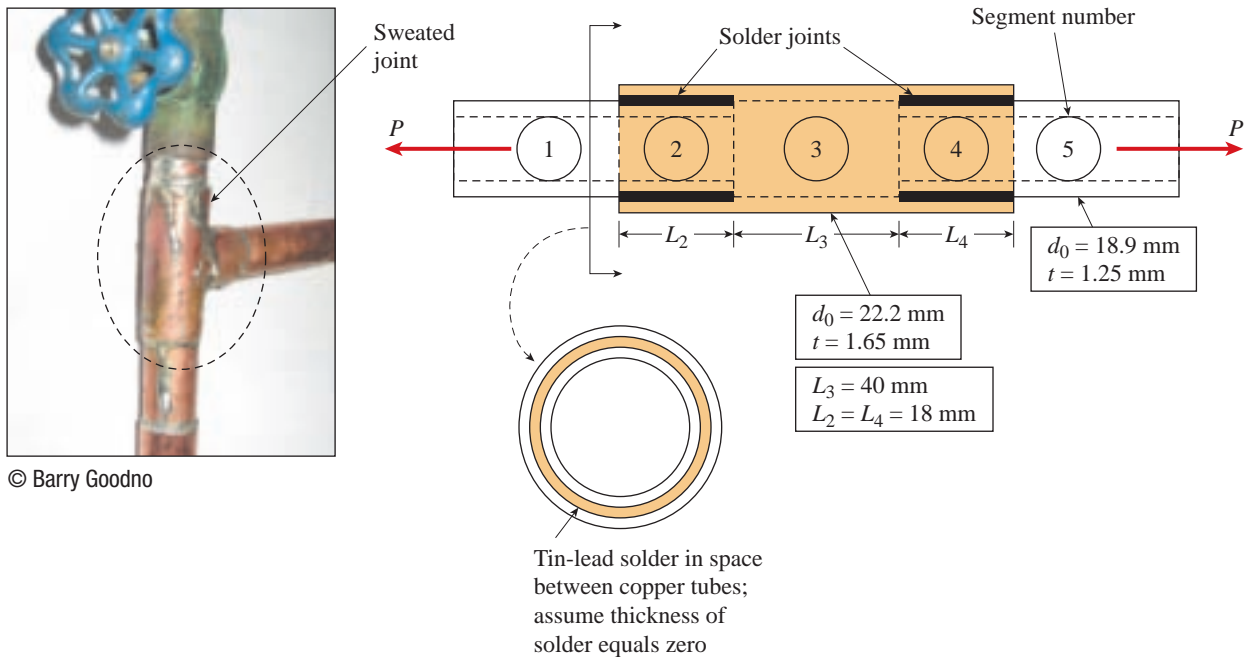 Sweated
joint
© Barry Goodno
Solder joints
Segment number
P
1
2
3
4
5
P
L2
L3
L4
d0 = 18.9 mm
t = 1.25 mm
d0 = 22.2 mm
t = 1.65 mm
L3 = 40 mm
L2 = L4 = 18 mm
Tin-lead solder in space
between copper tubes;
assume thickness of
solder equals zero